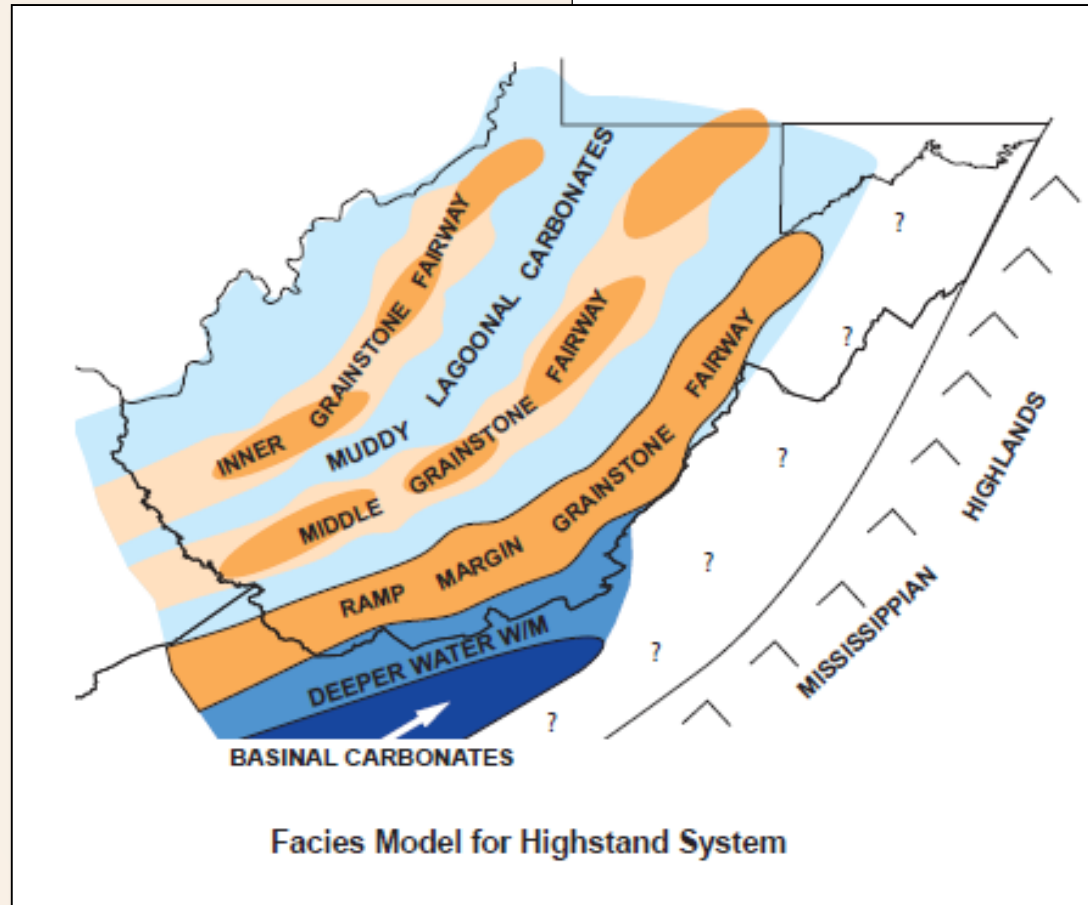 INNER GRAINSTONE FAIRWAY
MUDDY LAGOONAL CARBONATES
MIDDLE GRAINSTONE FAIRWAY
RAMP MARGIN GRAINSTONE FAIRWAY
DEEPER WATER W/M
BASINAL CARBONATES
?
?
?
?
?
?
MISSISSIPPIAN HIGHLANDS
Facies Model for Highstand System